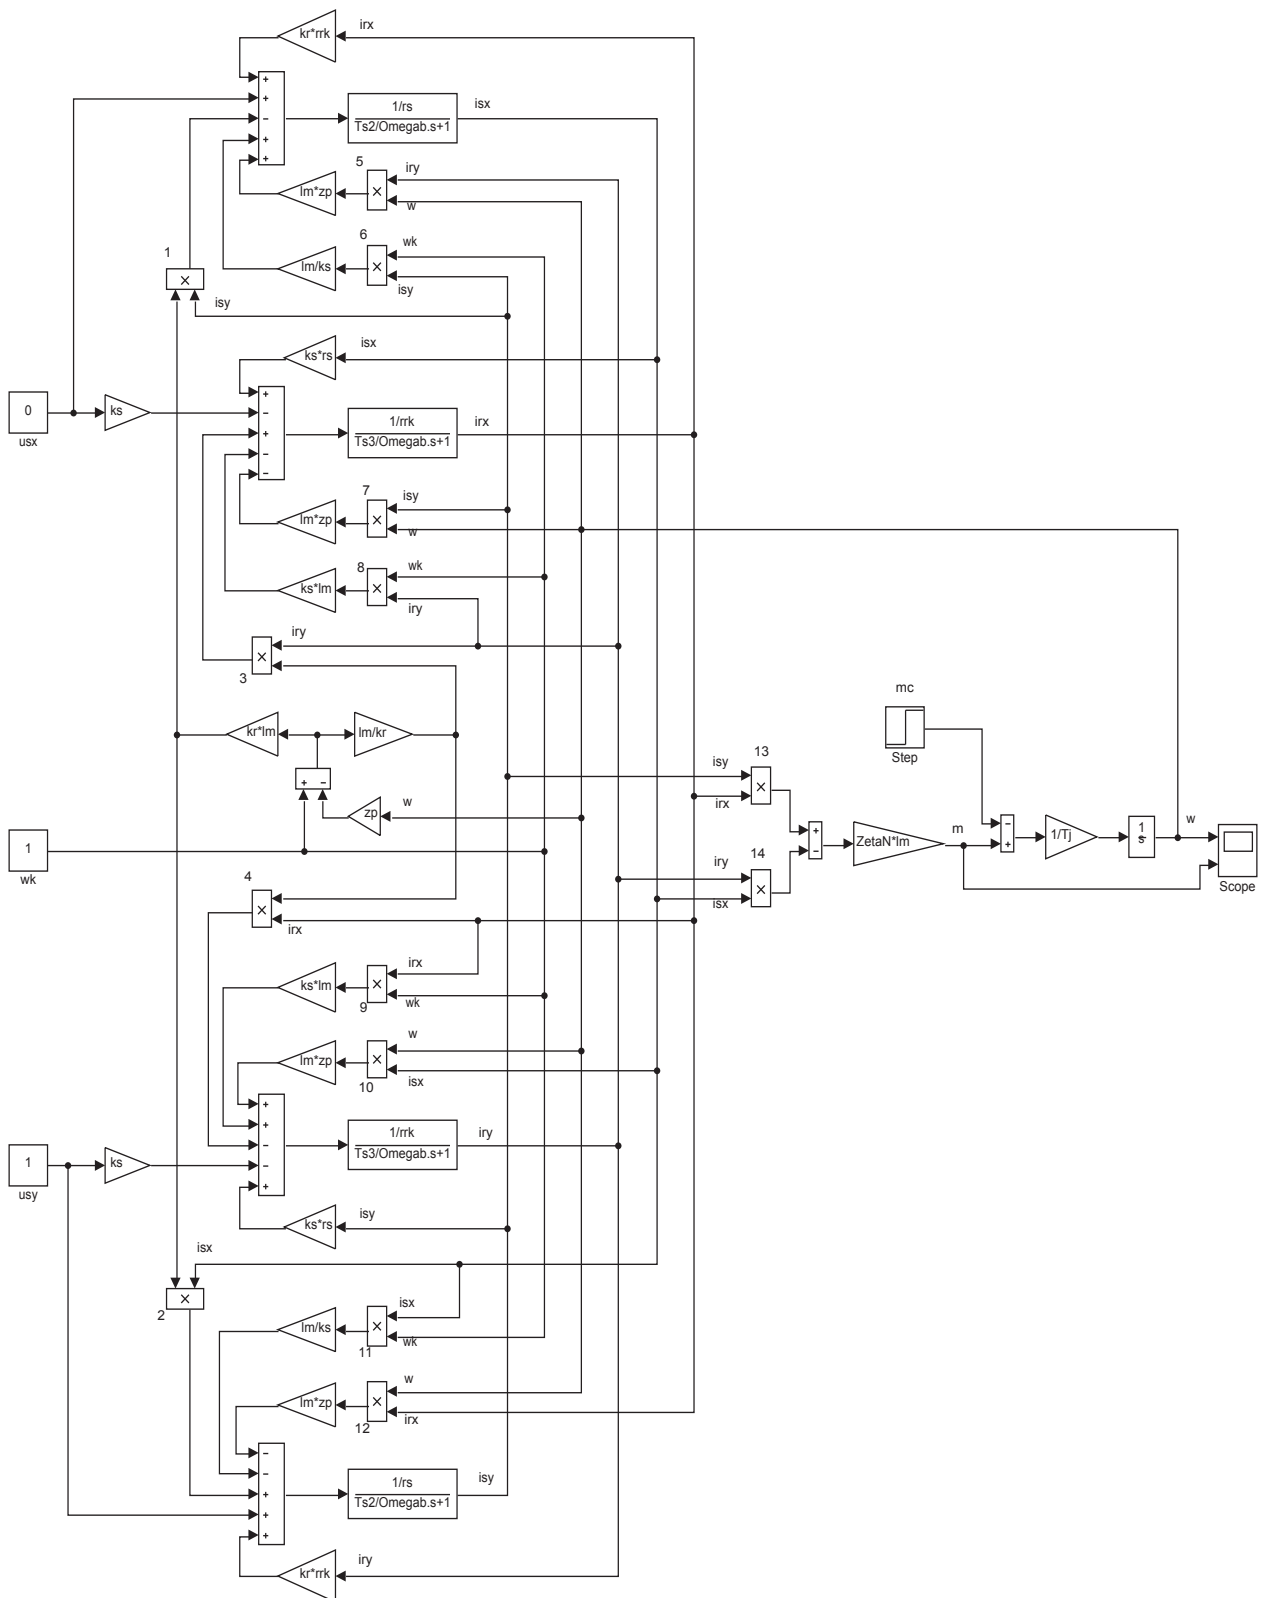 irx
kr*rrk
+
+
−
+
+
1/rs
Ts2/Omegab.s+1
isx
5
iry
lm*zp
×
w
6
wk
lm/ks
×
isy
1
×
isy
isx
ks*rs
0
usx
ks
+
−
+
−
−
1/rrk
Ts3/Omegab.s+1
irx
7
isy
lm*zp
×
w
8
wk
ks*lm
×
iry
iry
×
3
mc
Step
kr*lm
lm/kr
+ −
zp
w
isy
13
×
irx
1
wk
+
−
ZetaN*lm
m
−
+
1/Tj
1
s
w
Scope
iry
14
×
isx
4
×
irx
irx
ks*lm
×
9
wk
w
lm*zp
×
10
isx
+
+
−
−
+
1/rrk
Ts3/Omegab.s+1
iry
1
usy
ks
isy
ks*rs
isx
×
2
isx
lm/ks
×
11
wk
w
lm*zp
×
12
irx
−
−
+
+
+
1/rs
Ts2/Omegab.s+1
isy
iry
kr*rrk